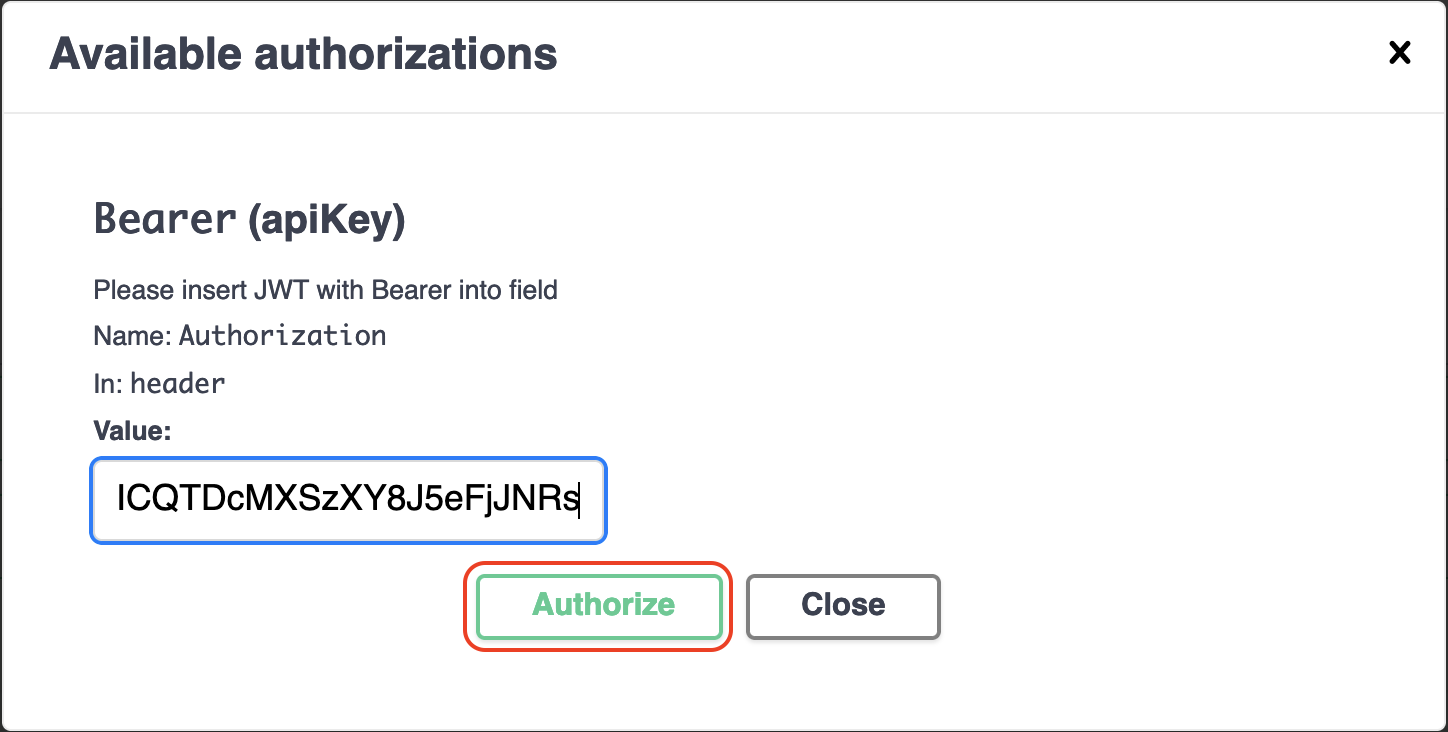 Available authorizations
Bearer (apiKey)
Please insert JWT with Bearer into field
Name: Authorization
In: header
Value:
ICQTDcMXSzXY8J5eFjJNRs
Authorize Close